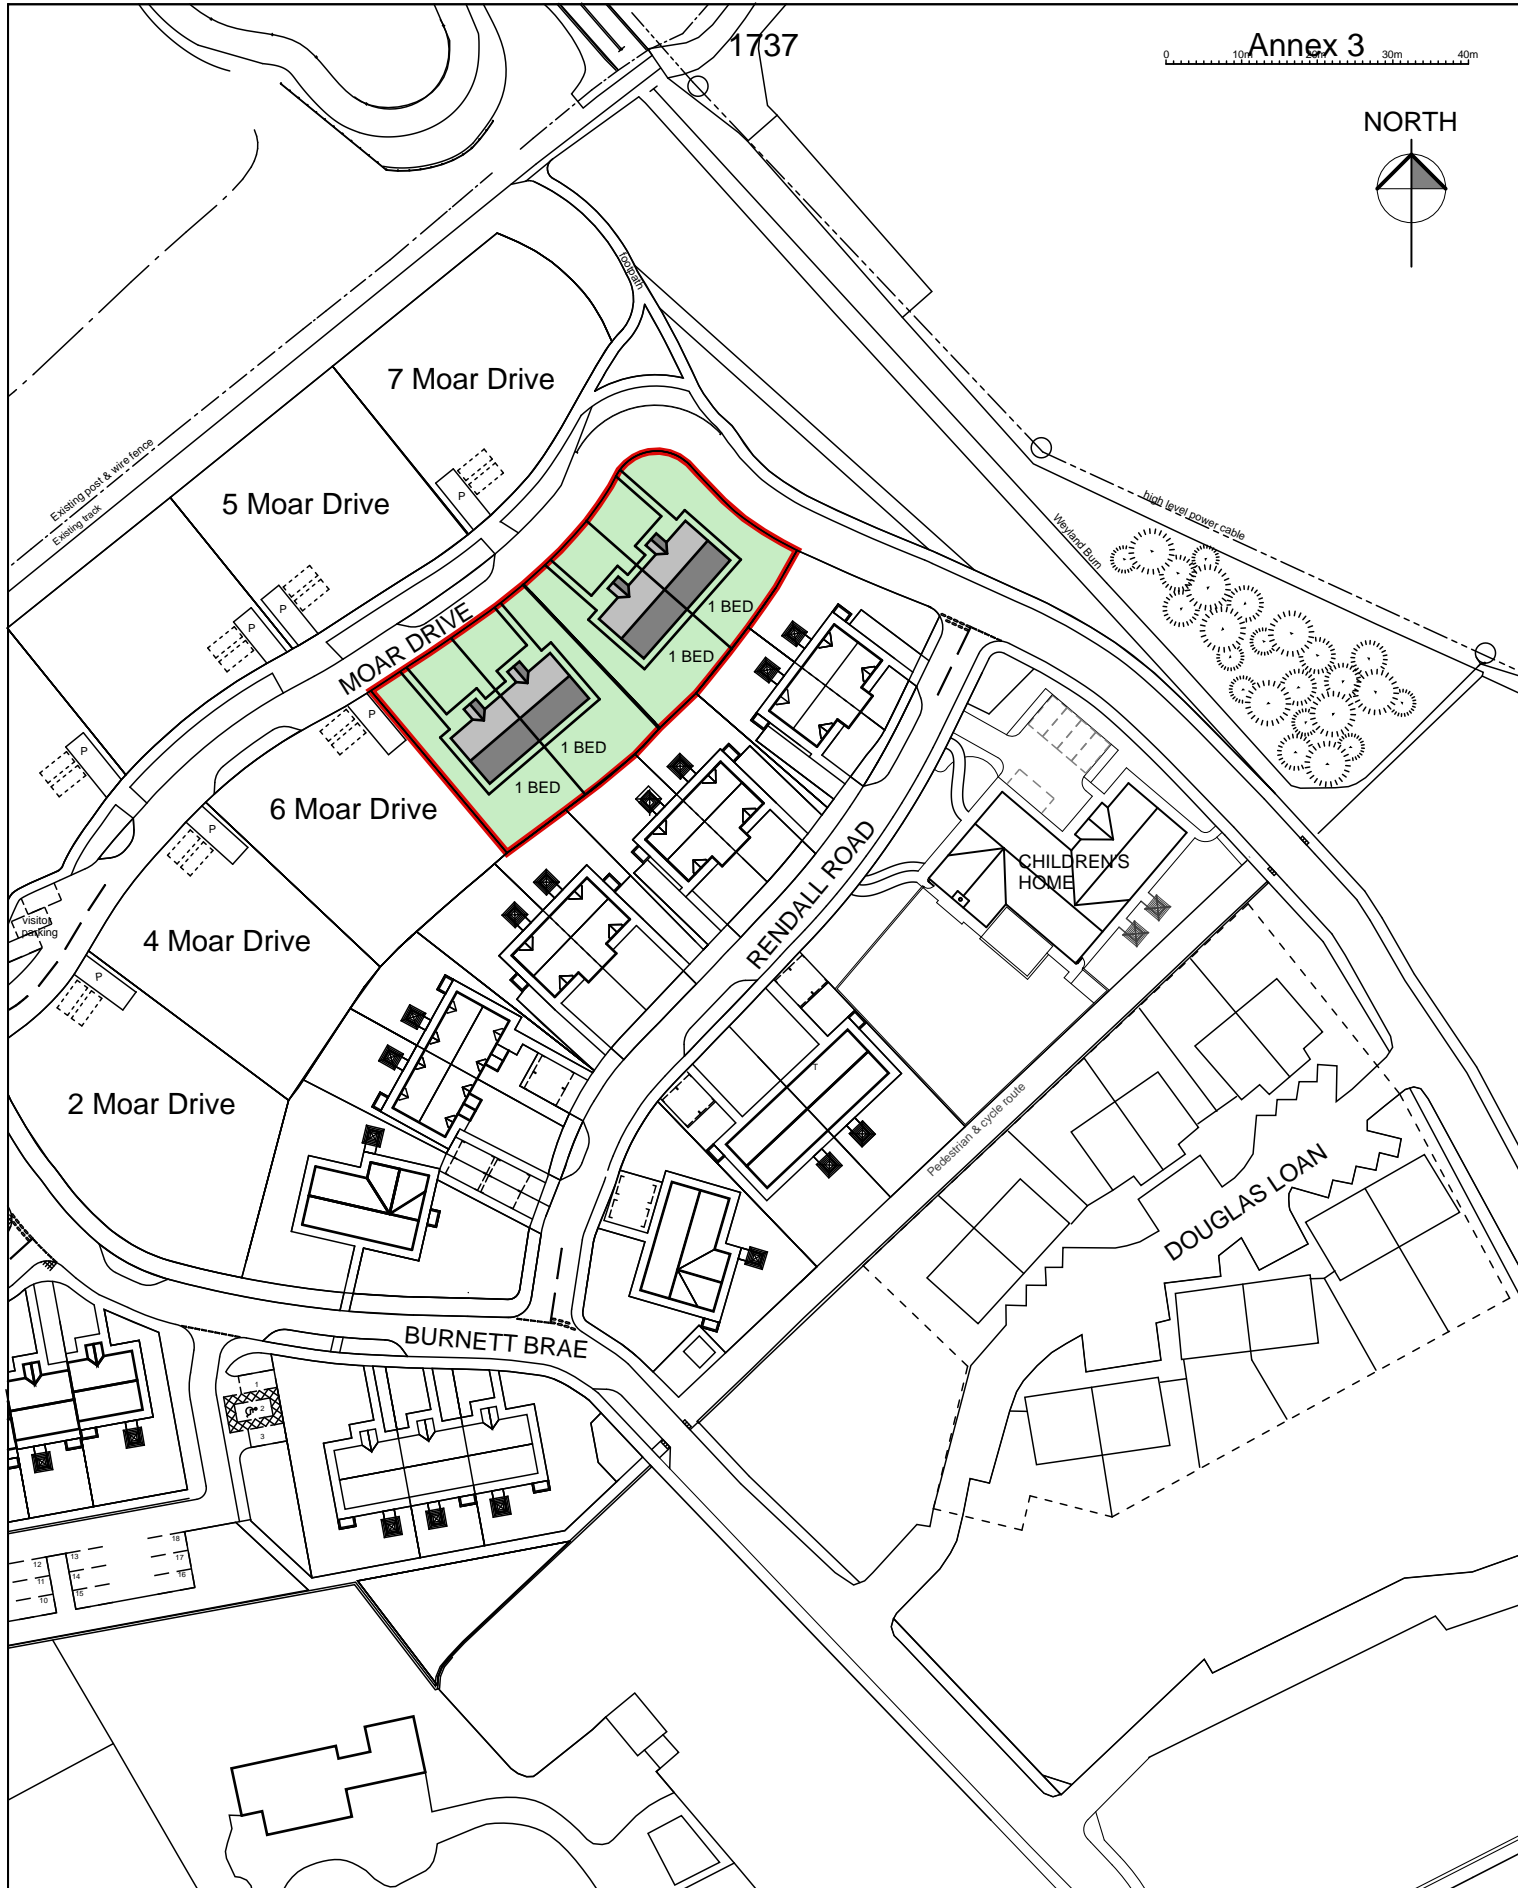 1737
Annex 3
0 10m 20m 30m 40m
NORTH
footpath
7 Moar Drive
Existing post & wire fence
Existing track
5 Moar Drive
P
P
P
P
P
P
P
high level power cable
Weyland Burn
MOAR DRIVE
1 BED
1 BED
1 BED
1 BED
6 Moar Drive
4 Moar Drive
2 Moar Drive
visitor
parking
RENDALL ROAD
CHILDREN'S
HOME
T
Pedestrian & cycle route
DOUGLAS LOAN
BURNETT BRAE
1
2
3
12
11
10
13
14
15
18
17
16